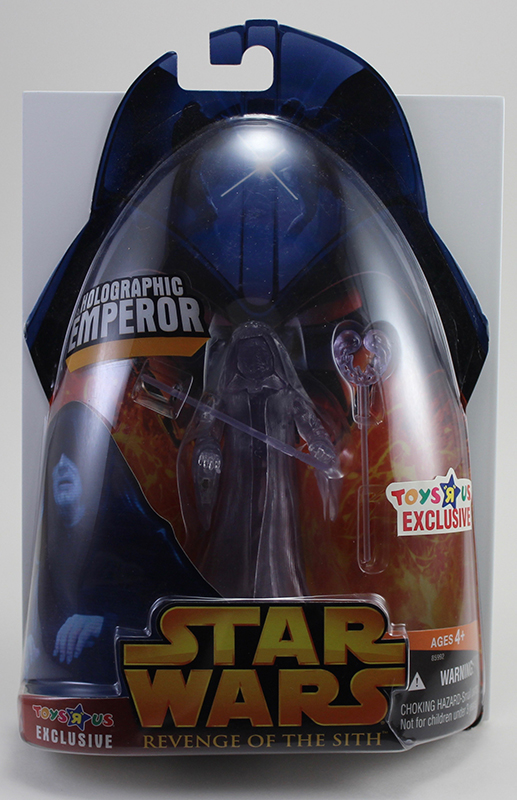 HOLOGRAPHIC
EMPEROR
TOYS "R" US
EXCLUSIVE
STAR
WARS
REVENGE OF THE SITH
AGES 4+
WARNING
CHOKING HAZARD-Small
Not for children under 3
TOYS "R" US
EXCLUSIVE